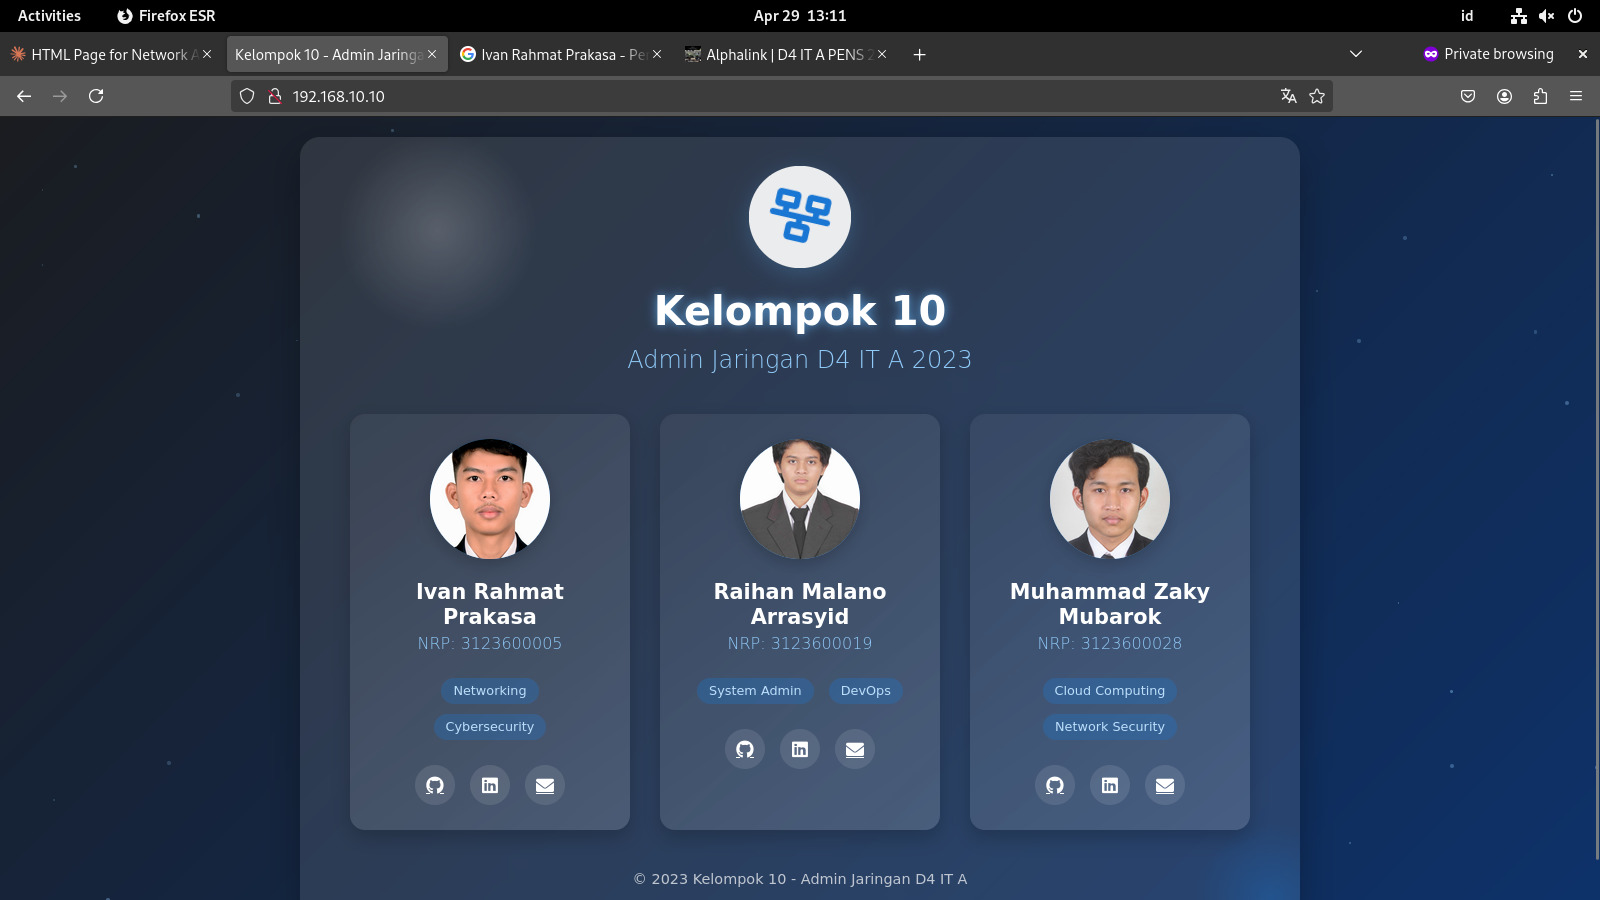 Activities
Firefox ESR
Apr 29 13:11
id
HTML Page for Network A
Kelompok 10 - Admin Jaringa
Ivan Rahmat Prakasa - Pe
Alphalink | D4 IT A PENS 2
Private browsing
192.168.10.10
Kelompok 10
Admin Jaringan D4 IT A 2023
Ivan Rahmat
Prakasa
NRP: 3123600005
Networking
Cybersecurity
Raihan Malano
Arrasyid
NRP: 3123600019
System Admin
DevOps
Muhammad Zaky
Mubarok
NRP: 3123600028
Cloud Computing
Network Security
© 2023 Kelompok 10 - Admin Jaringan D4 IT A